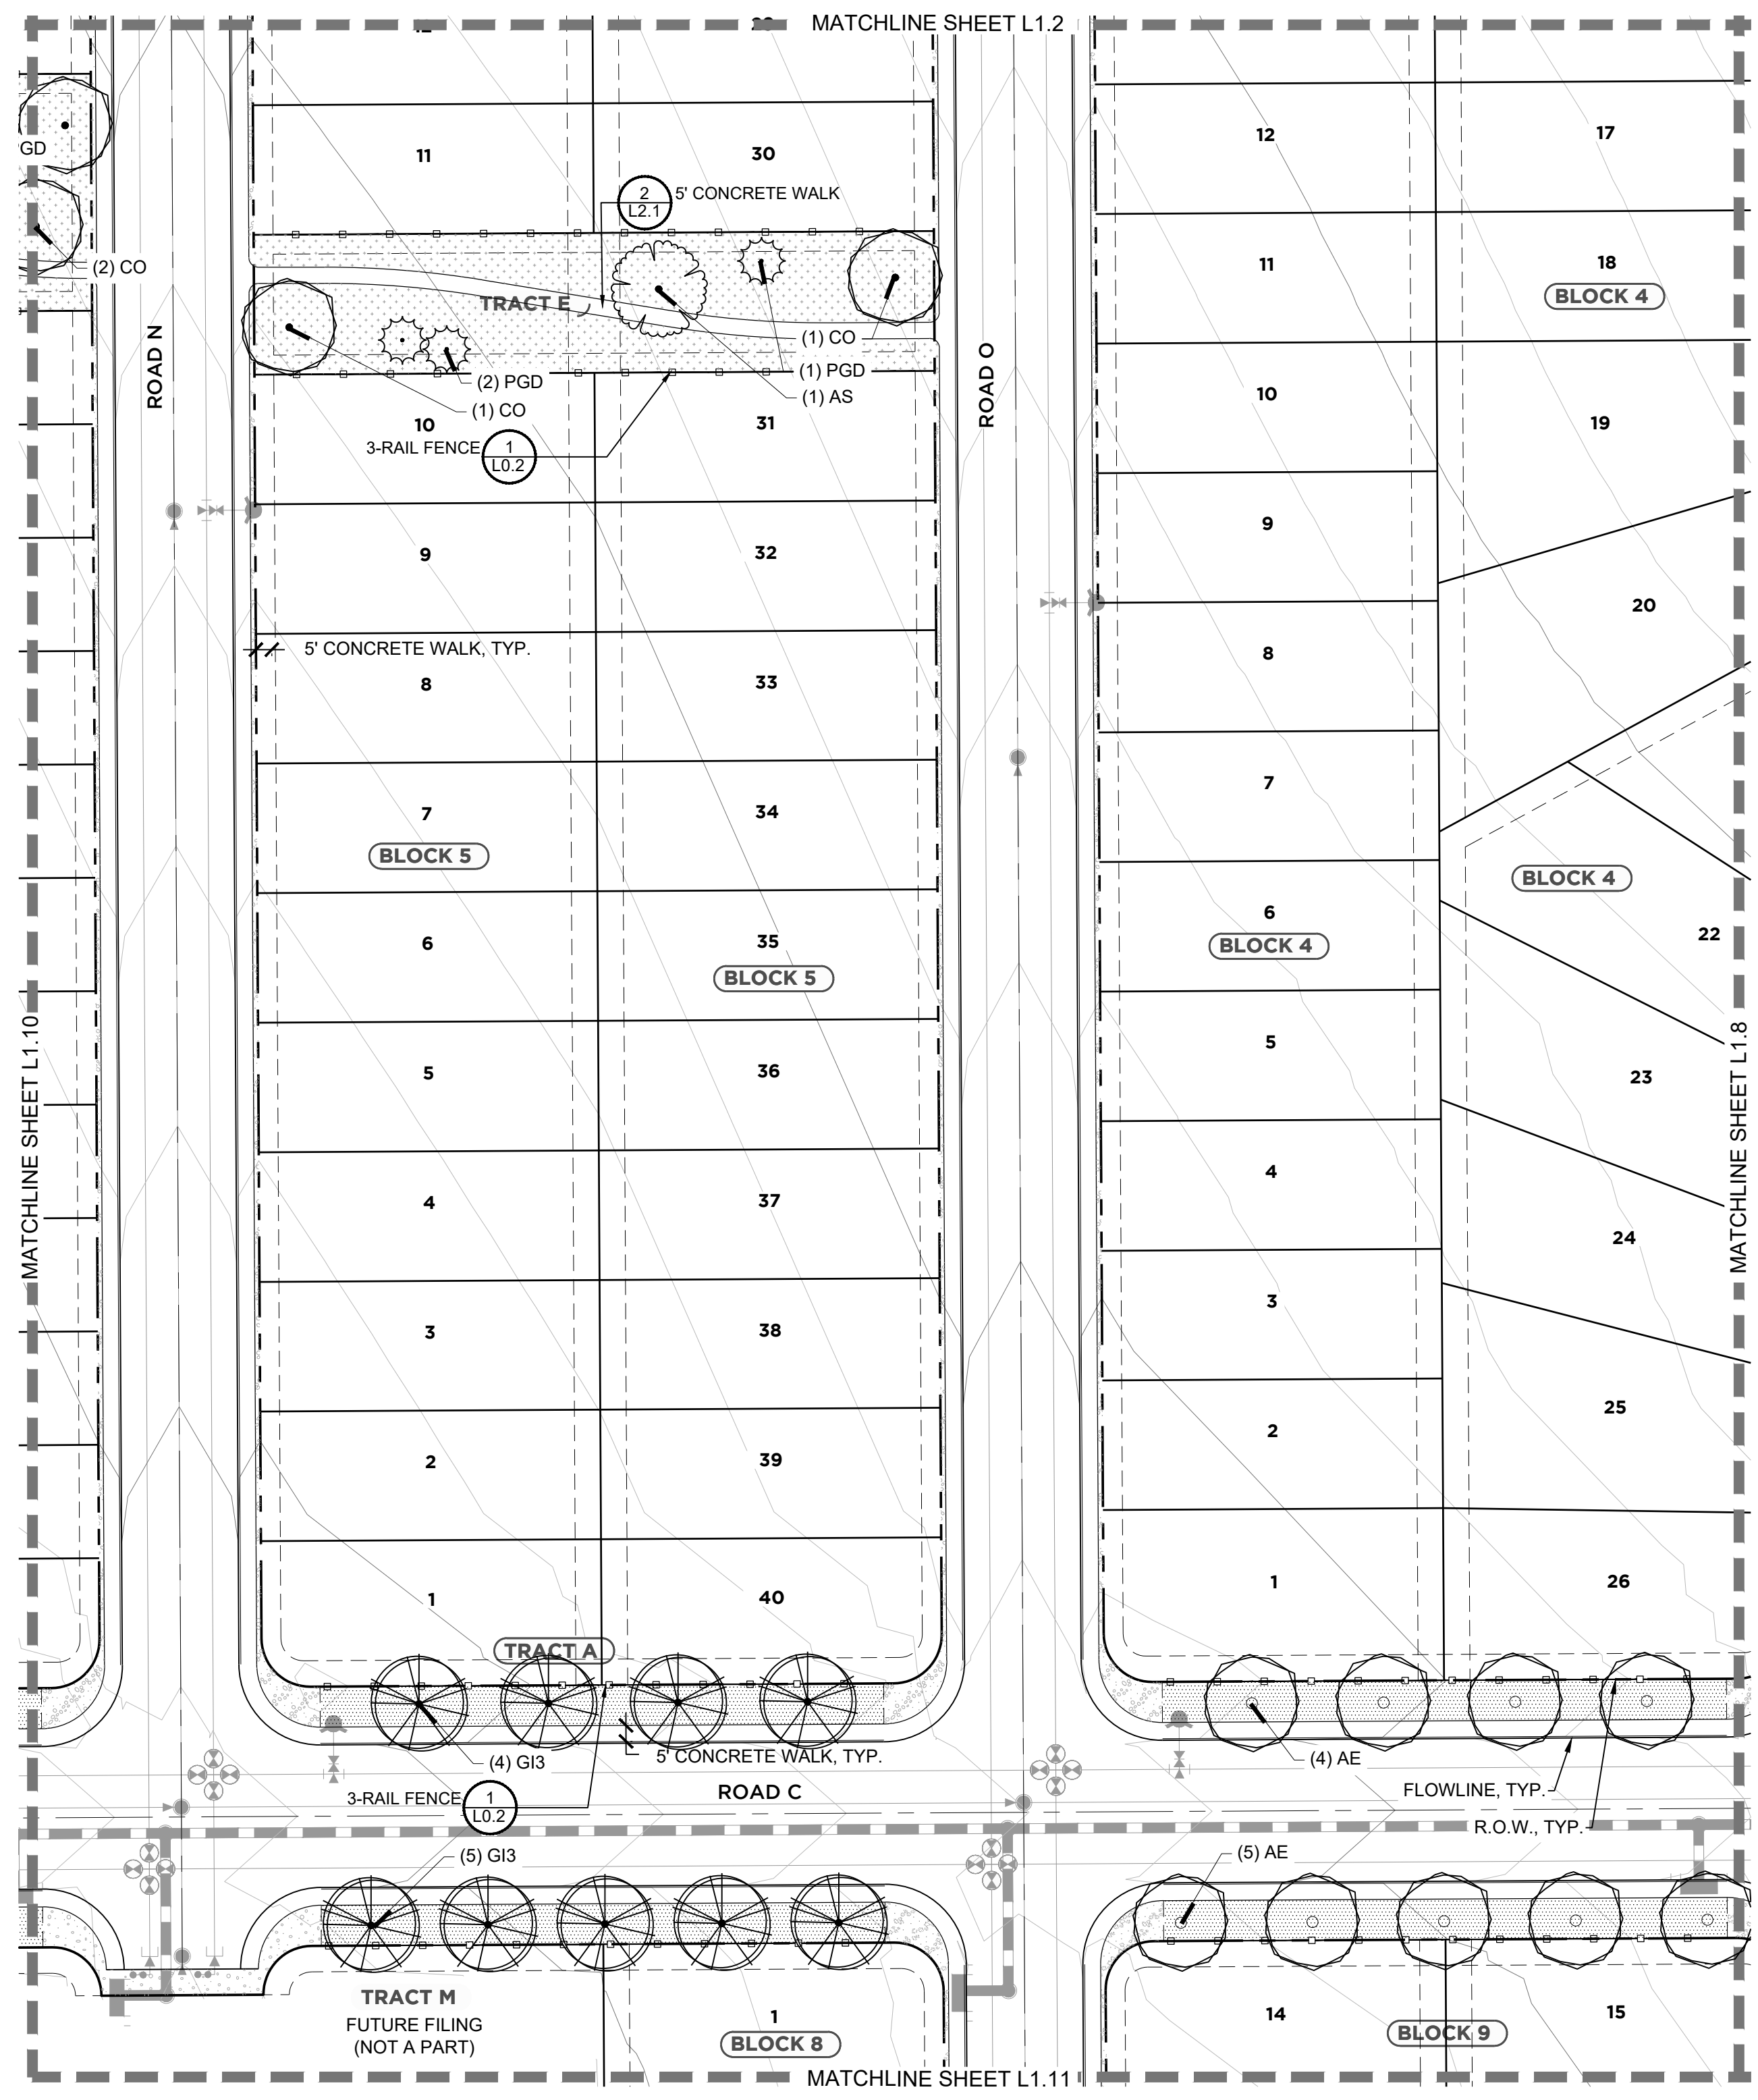 MATCHLINE SHEET L1.2
12
17
11
30
GD
2
L2.1
5' CONCRETE WALK
(2) CO
11
18
BLOCK 4
TRACT E
ROAD N
ROAD O
(1) CO
(1) PGD
(2) PGD
(1) AS
(1) CO
10
10
31
19
3-RAIL FENCE
1
L0.2
9
9
32
20
5' CONCRETE WALK, TYP.
8
8
33
7
7
34
BLOCK 5
BLOCK 4
6
6
35
22
BLOCK 4
BLOCK 5
MATCHLINE SHEET L1.10
MATCHLINE SHEET L1.8
5
5
36
23
4
4
37
24
3
3
38
25
2
2
39
1
26
1
40
TRACT A
(4) GI3
5' CONCRETE WALK, TYP.
(4) AE
ROAD C
FLOWLINE, TYP.
3-RAIL FENCE
1
L0.2
R.O.W., TYP.
(5) GI3
(5) AE
TRACT M
FUTURE FILING
(NOT A PART)
1
BLOCK 8
14
15
BLOCK 9
MATCHLINE SHEET L1.11